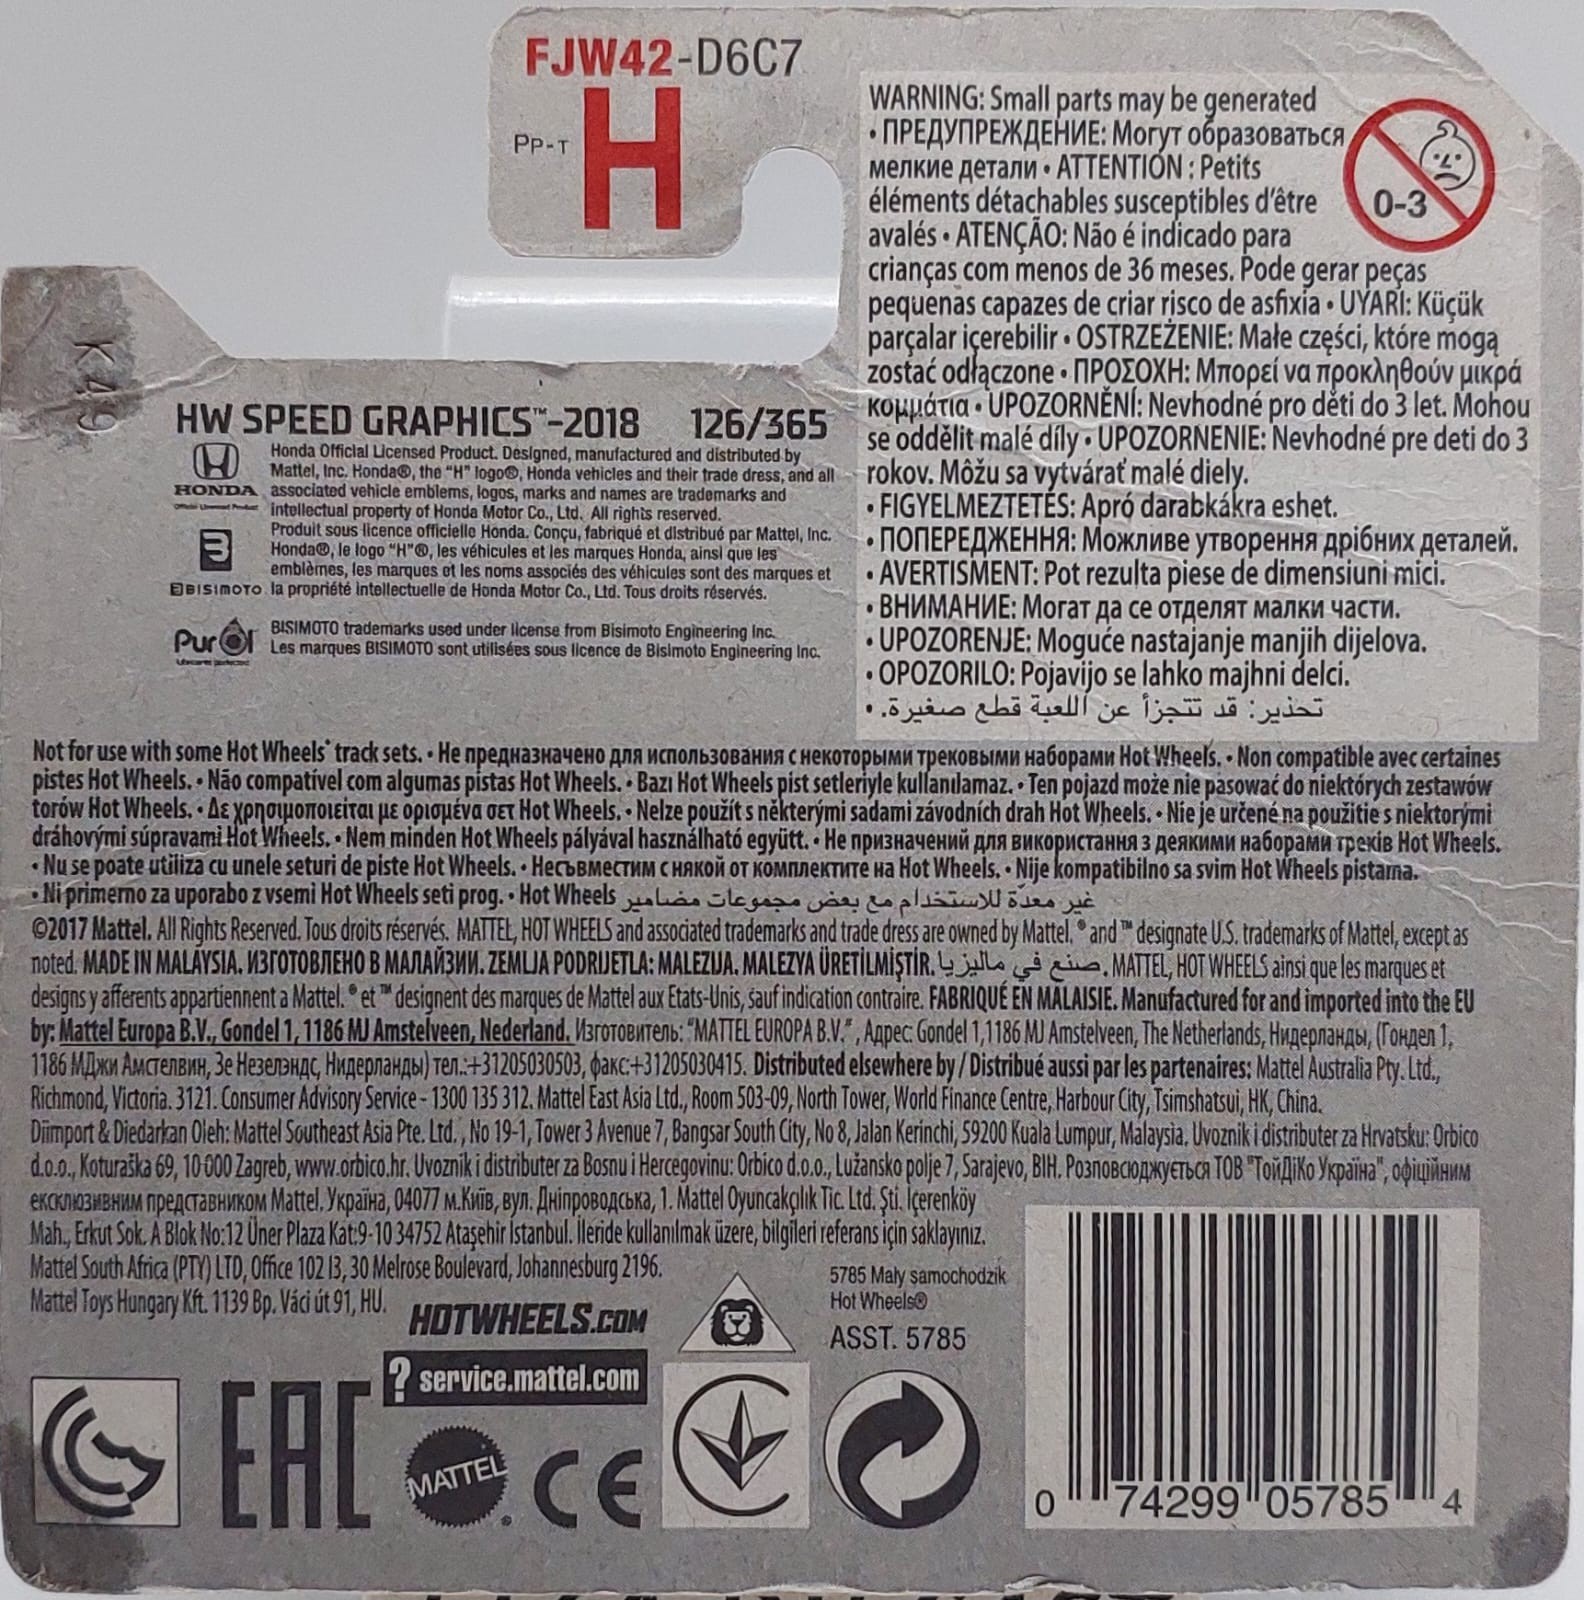 FJW42-D6C7
PP-T
H
WARNING: Small parts may be generated
• ПРЕДУПРЕЖДЕНИЕ: Могут образоваться
мелкие детали • ATTENTION : Petits
éléments détachables susceptibles d'être
avalés • ATENÇÃO: Não é indicado para
crianças com menos de 36 meses. Pode gerar peças
pequenas capazes de criar risco de asfixia • UYARI: Küçük
parçalar içerebilir • OSTRZEŻENIE: Małe części, które mogą
zostać odłączone • ΠΡΟΣΟΧΗ: Μπορεί να προκληθούν μικρά
κομμάτια • UPOZORNĚNÍ: Nevhodné pro děti do 3 let. Mohou
se oddělit malé díly • UPOZORNENIE: Nevhodné pre deti do 3
rokov. Môžu sa vytvárať malé diely.
• FIGYELMEZTETÉS: Apró darabkákra eshet.
• ПОПЕРЕДЖЕННЯ: Можливе утворення дрібних деталей.
• AVERTISMENT: Pot rezulta piese de dimensiuni mici.
• ВНИМАНИЕ: Могат да се отделят малки части.
• UPOZORENJE: Moguće nastajanje manjih dijelova.
• OPOZORILO: Pojavijo se lahko majhni delci.
• تحذير: قد تتجزأ عن اللعبة قطع صغيرة.
0-3
K49
HW SPEED GRAPHICS™-2018 126/365
HONDA
Official Licensed Product
Honda Official Licensed Product. Designed, manufactured and distributed by
Mattel, Inc. Honda®, the "H" logo®, Honda vehicles and their trade dress, and all
associated vehicle emblems, logos, marks and names are trademarks and
intellectual property of Honda Motor Co., Ltd. All rights reserved.
Produit sous licence officielle Honda. Conçu, fabriqué et distribué par Mattel, Inc.
Honda®, le logo "H"®, les véhicules et les marques Honda, ainsi que les
emblèmes, les marques et les noms associés des véhicules sont des marques et
la propriété intellectuelle de Honda Motor Co., Ltd. Tous droits réservés.
BISIMOTO
PurOl
BISIMOTO trademarks used under license from Bisimoto Engineering Inc.
Les marques BISIMOTO sont utilisées sous licence de Bisimoto Engineering Inc.
Not for use with some Hot Wheels® track sets. • Не предназначено для использования с некоторыми трековыми наборами Hot Wheels. • Non compatible avec certaines
pistes Hot Wheels. • Não compatível com algumas pistas Hot Wheels. • Bazı Hot Wheels pist setleriyle kullanılamaz. • Ten pojazd może nie pasować do niektórych zestawów
torów Hot Wheels. • Δε χρησιμοποιείται με ορισμένα σετ Hot Wheels. • Nelze použít s některými sadami závodních drah Hot Wheels. • Nie je určené na použitie s niektorými
dráhovými súpravami Hot Wheels. • Nem minden Hot Wheels pályával használható együtt. • Не призначений для використання з деякими наборами треків Hot Wheels.
• Nu se poate utiliza cu unele seturi de piste Hot Wheels. • Несъвместим с някой от комплектите на Hot Wheels. • Nije kompatibilno sa svim Hot Wheels pistama.
• Ni primerno za uporabo z vsemi Hot Wheels seti prog. • Hot Wheels غير معدّة للاستخدام مع بعض مجموعات مضامير
©2017 Mattel. All Rights Reserved. Tous droits réservés. MATTEL, HOT WHEELS and associated trademarks and trade dress are owned by Mattel. ® and ™ designate U.S. trademarks of Mattel, except as
noted. MADE IN MALAYSIA. ИЗГОТОВЛЕНО В МАЛАЙЗИИ. ZEMLJA PODRIJETLA: MALEZIJA. MALEZYA ÜRETİLMİŞTİR. صنع في ماليزيا. MATTEL, HOT WHEELS ainsi que les marques et
designs y afferents appartiennent a Mattel. ® et ™ designent des marques de Mattel aux Etats-Unis, sauf indication contraire. FABRIQUÉ EN MALAISIE. Manufactured for and imported into the EU
by: Mattel Europa B.V., Gondel 1, 1186 MJ Amstelveen, Nederland. Изготовитель: "MATTEL EUROPA B.V.", Адрес: Gondel 1,1186 MJ Amstelveen, The Netherlands, Нидерланды, (Гондел 1,
1186 МДжи Амстелвин, Зе Незелэндс, Нидерланды) тел.:+31205030503, факс:+31205030415. Distributed elsewhere by / Distribué aussi par les partenaires: Mattel Australia Pty. Ltd.,
Richmond, Victoria. 3121. Consumer Advisory Service - 1300 135 312. Mattel East Asia Ltd., Room 503-09, North Tower, World Finance Centre, Harbour City, Tsimshatsui, HK, China.
Diimport & Diedarkan Oleh: Mattel Southeast Asia Pte. Ltd., No 19-1, Tower 3 Avenue 7, Bangsar South City, No 8, Jalan Kerinchi, 59200 Kuala Lumpur, Malaysia. Uvoznik i distributer za Hrvatsku: Orbico
d.o.o., Koturaška 69, 10 000 Zagreb, www.orbico.hr. Uvoznik i distributer za Bosnu i Hercegovinu: Orbico d.o.o., Lužansko polje 7, Sarajevo, BIH. Розповсюджується ТОВ "ТойДіКо Україна", офіційним
ексклюзивним представником Mattel. Україна, 04077 м.Київ, вул. Дніпроводська, 1. Mattel Oyuncakçılık Tic. Ltd. Şti. İçerenköy
Mah., Erkut Sok. A Blok No:12 Üner Plaza Kat:9-10 34752 Ataşehir İstanbul. İleride kullanılmak üzere, bilgileri referans için saklayınız.
Mattel South Africa (PTY) LTD, Office 102 I3, 30 Melrose Boulevard, Johannesburg 2196.
Mattel Toys Hungary Kft. 1139 Bp. Váci út 91, HU.
HOTWHEELS.COM
? service.mattel.com
5785 Mały samochodzik
Hot Wheels®
ASST. 5785
EAC
MATTEL®
CE
0 74299 05785 4